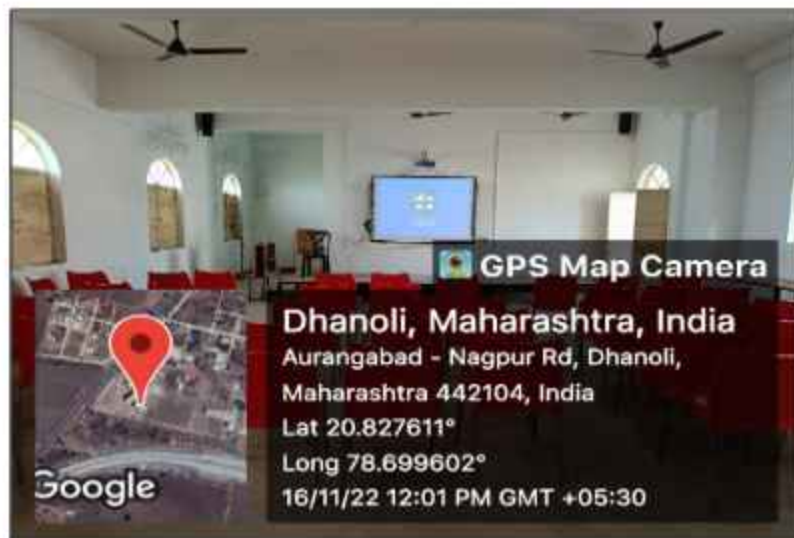 GPS Map Camera
Dhanoli, Maharashtra, India
Aurangabad - Nagpur Rd, Dhanoli,
Maharashtra 442104, India
Lat 20.827611°
Long 78.699602°
16/11/22 12:01 PM GMT +05:30
Google